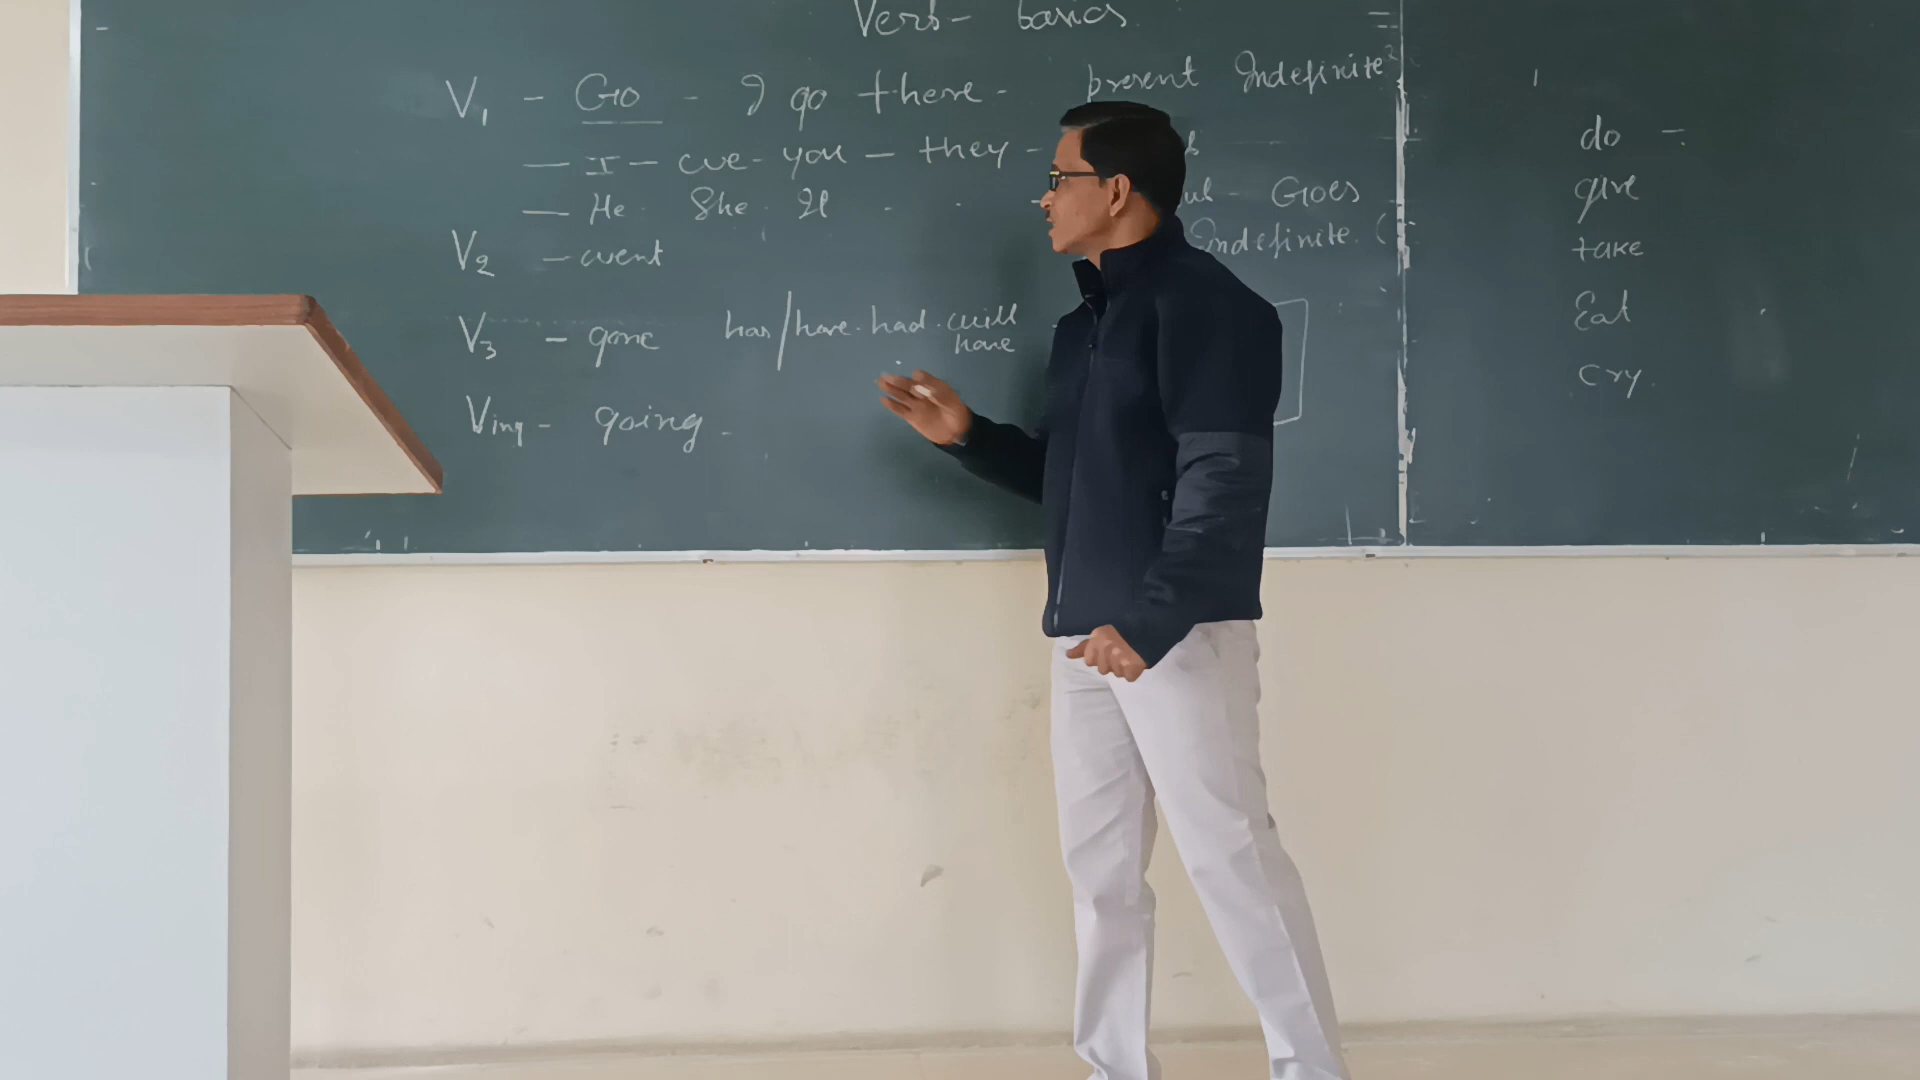 Verb- basics
V1 - Go - I go there - present Indefinite
— I — we - you — they -
— He. She. It - - Goes
V2 - went Indefinite. (
V3 - gone has/have. had. will have
Ving - going -
do -
give
take
Eat
cry.